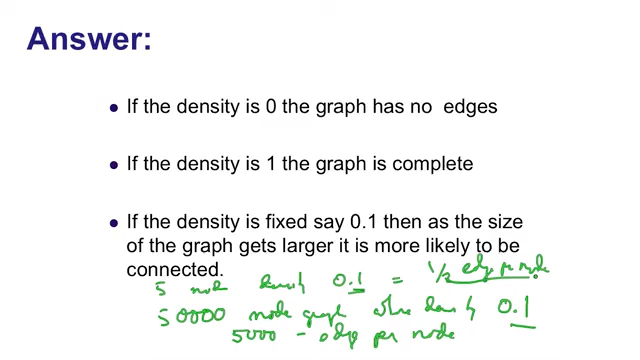 Answer:
● If the density is 0 the graph has no edges
● If the density is 1 the graph is complete
● If the density is fixed say 0.1 then as the size
of the graph gets larger it is more likely to be
connected.
5 node density 0.1 = 1/2 edge per node
50000 node graph where density 0.1
5000 - edge per node